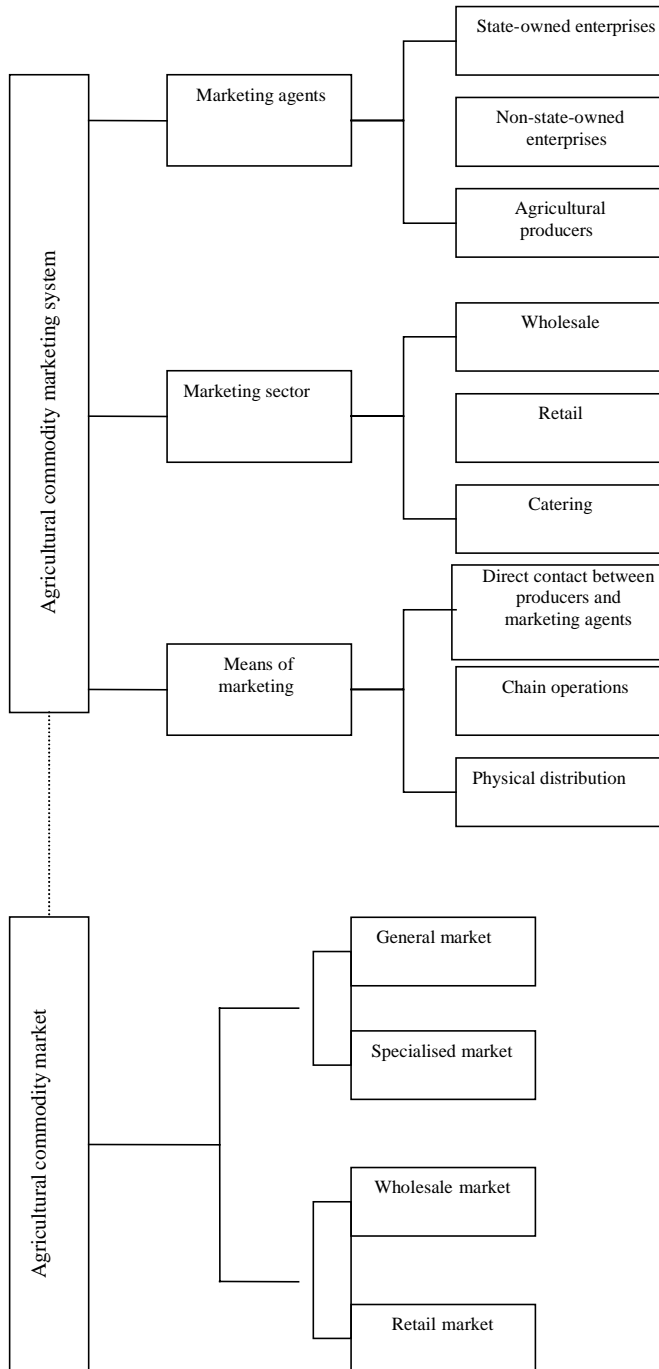 Agricultural commodity marketing system
Marketing agents
State-owned enterprises
Non-state-owned
enterprises
Agricultural
producers
Marketing sector
Wholesale
Retail
Catering
Means of
marketing
Direct contact between
producers and
marketing agents
Chain operations
Physical distribution
Agricultural commodity market
General market
Specialised market
Wholesale market
Retail market